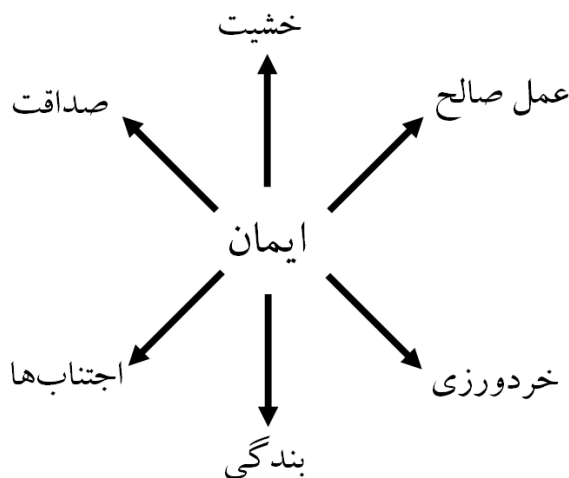 خشیت
عمل صالح
صداقت
ایمان
خردورزی
اجتناب‌ها
بندگی